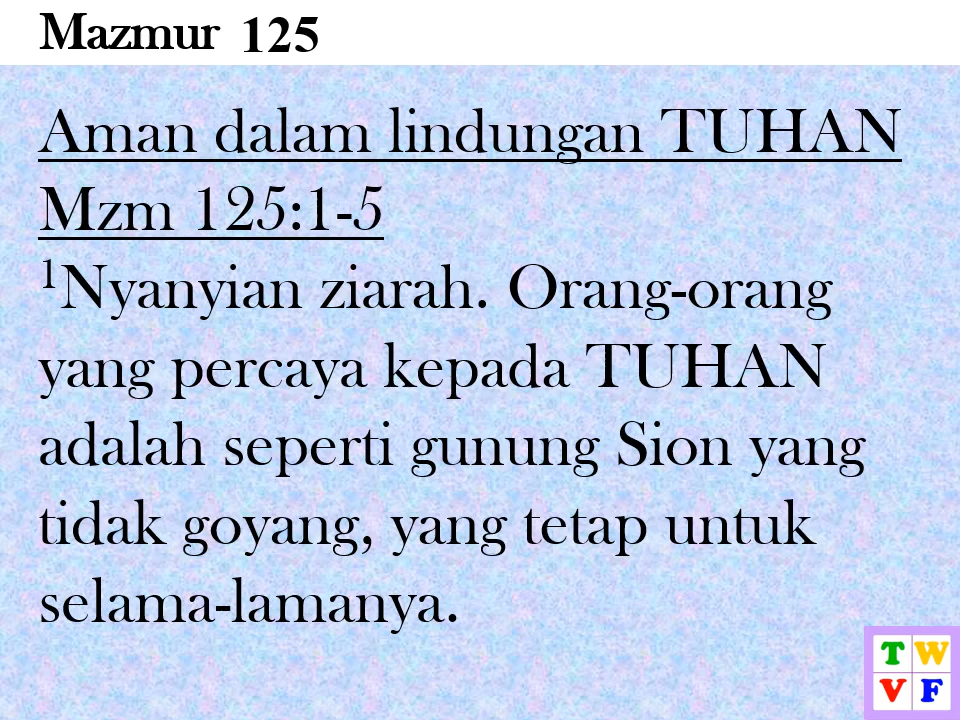 Mazmur 125
Aman dalam lindungan TUHAN
Mzm 125:1-5
¹Nyanyian ziarah. Orang-orang
yang percaya kepada TUHAN
adalah seperti gunung Sion yang
tidak goyang, yang tetap untuk
selama-lamanya.
T W
V F